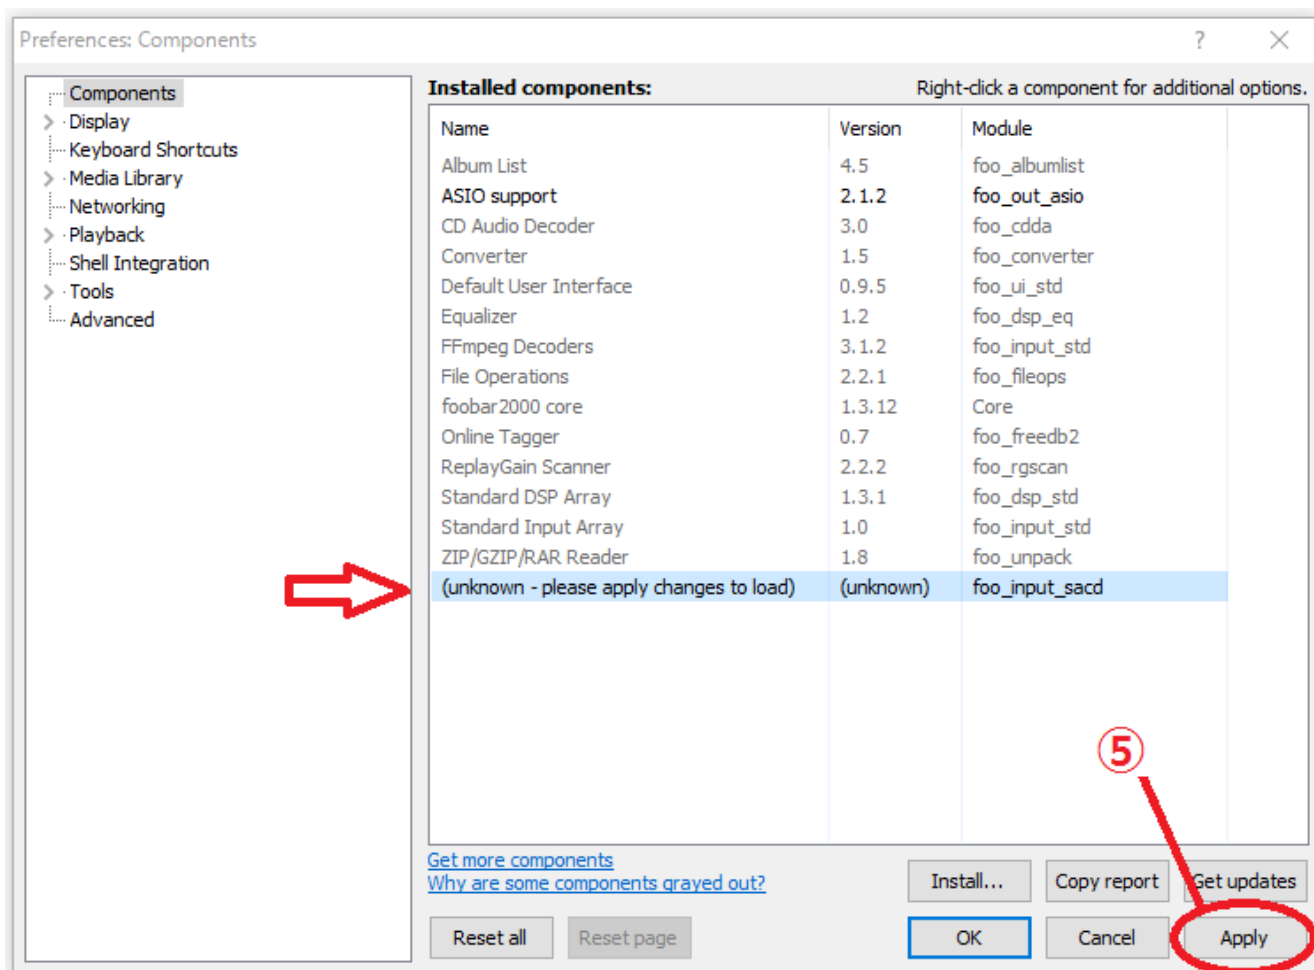 Preferences: Components
?
Components
Display
Keyboard Shortcuts
Media Library
Networking
Playback
Shell Integration
Tools
Advanced
Installed components: Right-click a component for additional options.
Name Version Module
Album List 4.5 foo_albumlist
ASIO support 2.1.2 foo_out_asio
CD Audio Decoder 3.0 foo_cdda
Converter 1.5 foo_converter
Default User Interface 0.9.5 foo_ui_std
Equalizer 1.2 foo_dsp_eq
FFmpeg Decoders 3.1.2 foo_input_std
File Operations 2.2.1 foo_fileops
foobar2000 core 1.3.12 Core
Online Tagger 0.7 foo_freedb2
ReplayGain Scanner 2.2.2 foo_rgscan
Standard DSP Array 1.3.1 foo_dsp_std
Standard Input Array 1.0 foo_input_std
ZIP/GZIP/RAR Reader 1.8 foo_unpack
(unknown - please apply changes to load) (unknown) foo_input_sacd
⑤
Get more components
Why are some components grayed out?
Install... Copy report Get updates
Reset all Reset page OK Cancel Apply